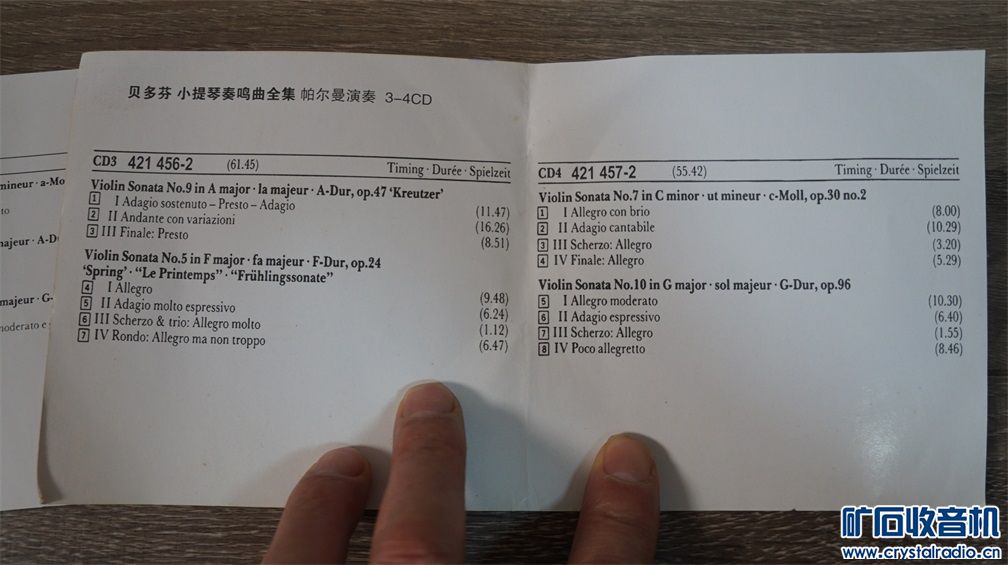 mineur · a-Mo
to
majeur · A-D
majeur · G-
moderato e
贝多芬 小提琴奏鸣曲全集 帕尔曼演奏 3-4CD
CD3 421 456-2 (61.45) Timing · Durée · Spielzeit
Violin Sonata No.9 in A major · la majeur · A-Dur, op.47 ‘Kreutzer’
1 I Adagio sostenuto – Presto – Adagio (11.47)
2 II Andante con variazioni (16.26)
3 III Finale: Presto (8.51)
Violin Sonata No.5 in F major · fa majeur · F-Dur, op.24
‘Spring’ · “Le Printemps” · “Frühlingssonate”
4 I Allegro (9.48)
5 II Adagio molto espressivo (6.24)
6 III Scherzo & trio: Allegro molto (1.12)
7 IV Rondo: Allegro ma non troppo (6.47)
CD4 421 457-2 (55.42) Timing · Durée · Spielzeit
Violin Sonata No.7 in C minor · ut mineur · c-Moll, op.30 no.2
1 I Allegro con brio (8.00)
2 II Adagio cantabile (10.29)
3 III Scherzo: Allegro (3.20)
4 IV Finale: Allegro (5.29)
Violin Sonata No.10 in G major · sol majeur · G-Dur, op.96
5 I Allegro moderato (10.30)
6 II Adagio espressivo (6.40)
7 III Scherzo: Allegro (1.55)
8 IV Poco allegretto (8.46)
矿石收音机
www.crystalradio.cn